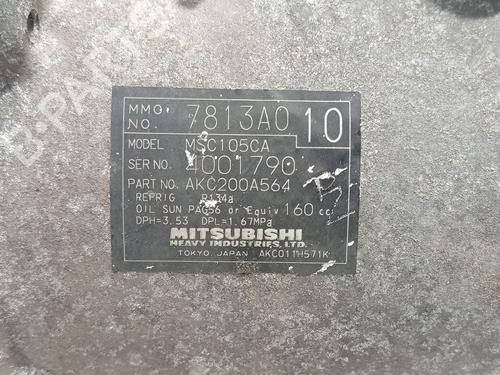 B-PARTS
MMC NO. 7813A0 10
MODEL MSC105CA
SER NO. 4001790
PART NO. AKC200A564
REFRIG R134a
OIL SUN PAG56 or Equiv 160 cc
DPH=3.53 DPL=1.67MPa
MITSUBISHI
HEAVY INDUSTRIES, LTD.
TOKYO, JAPAN AKC011H571K